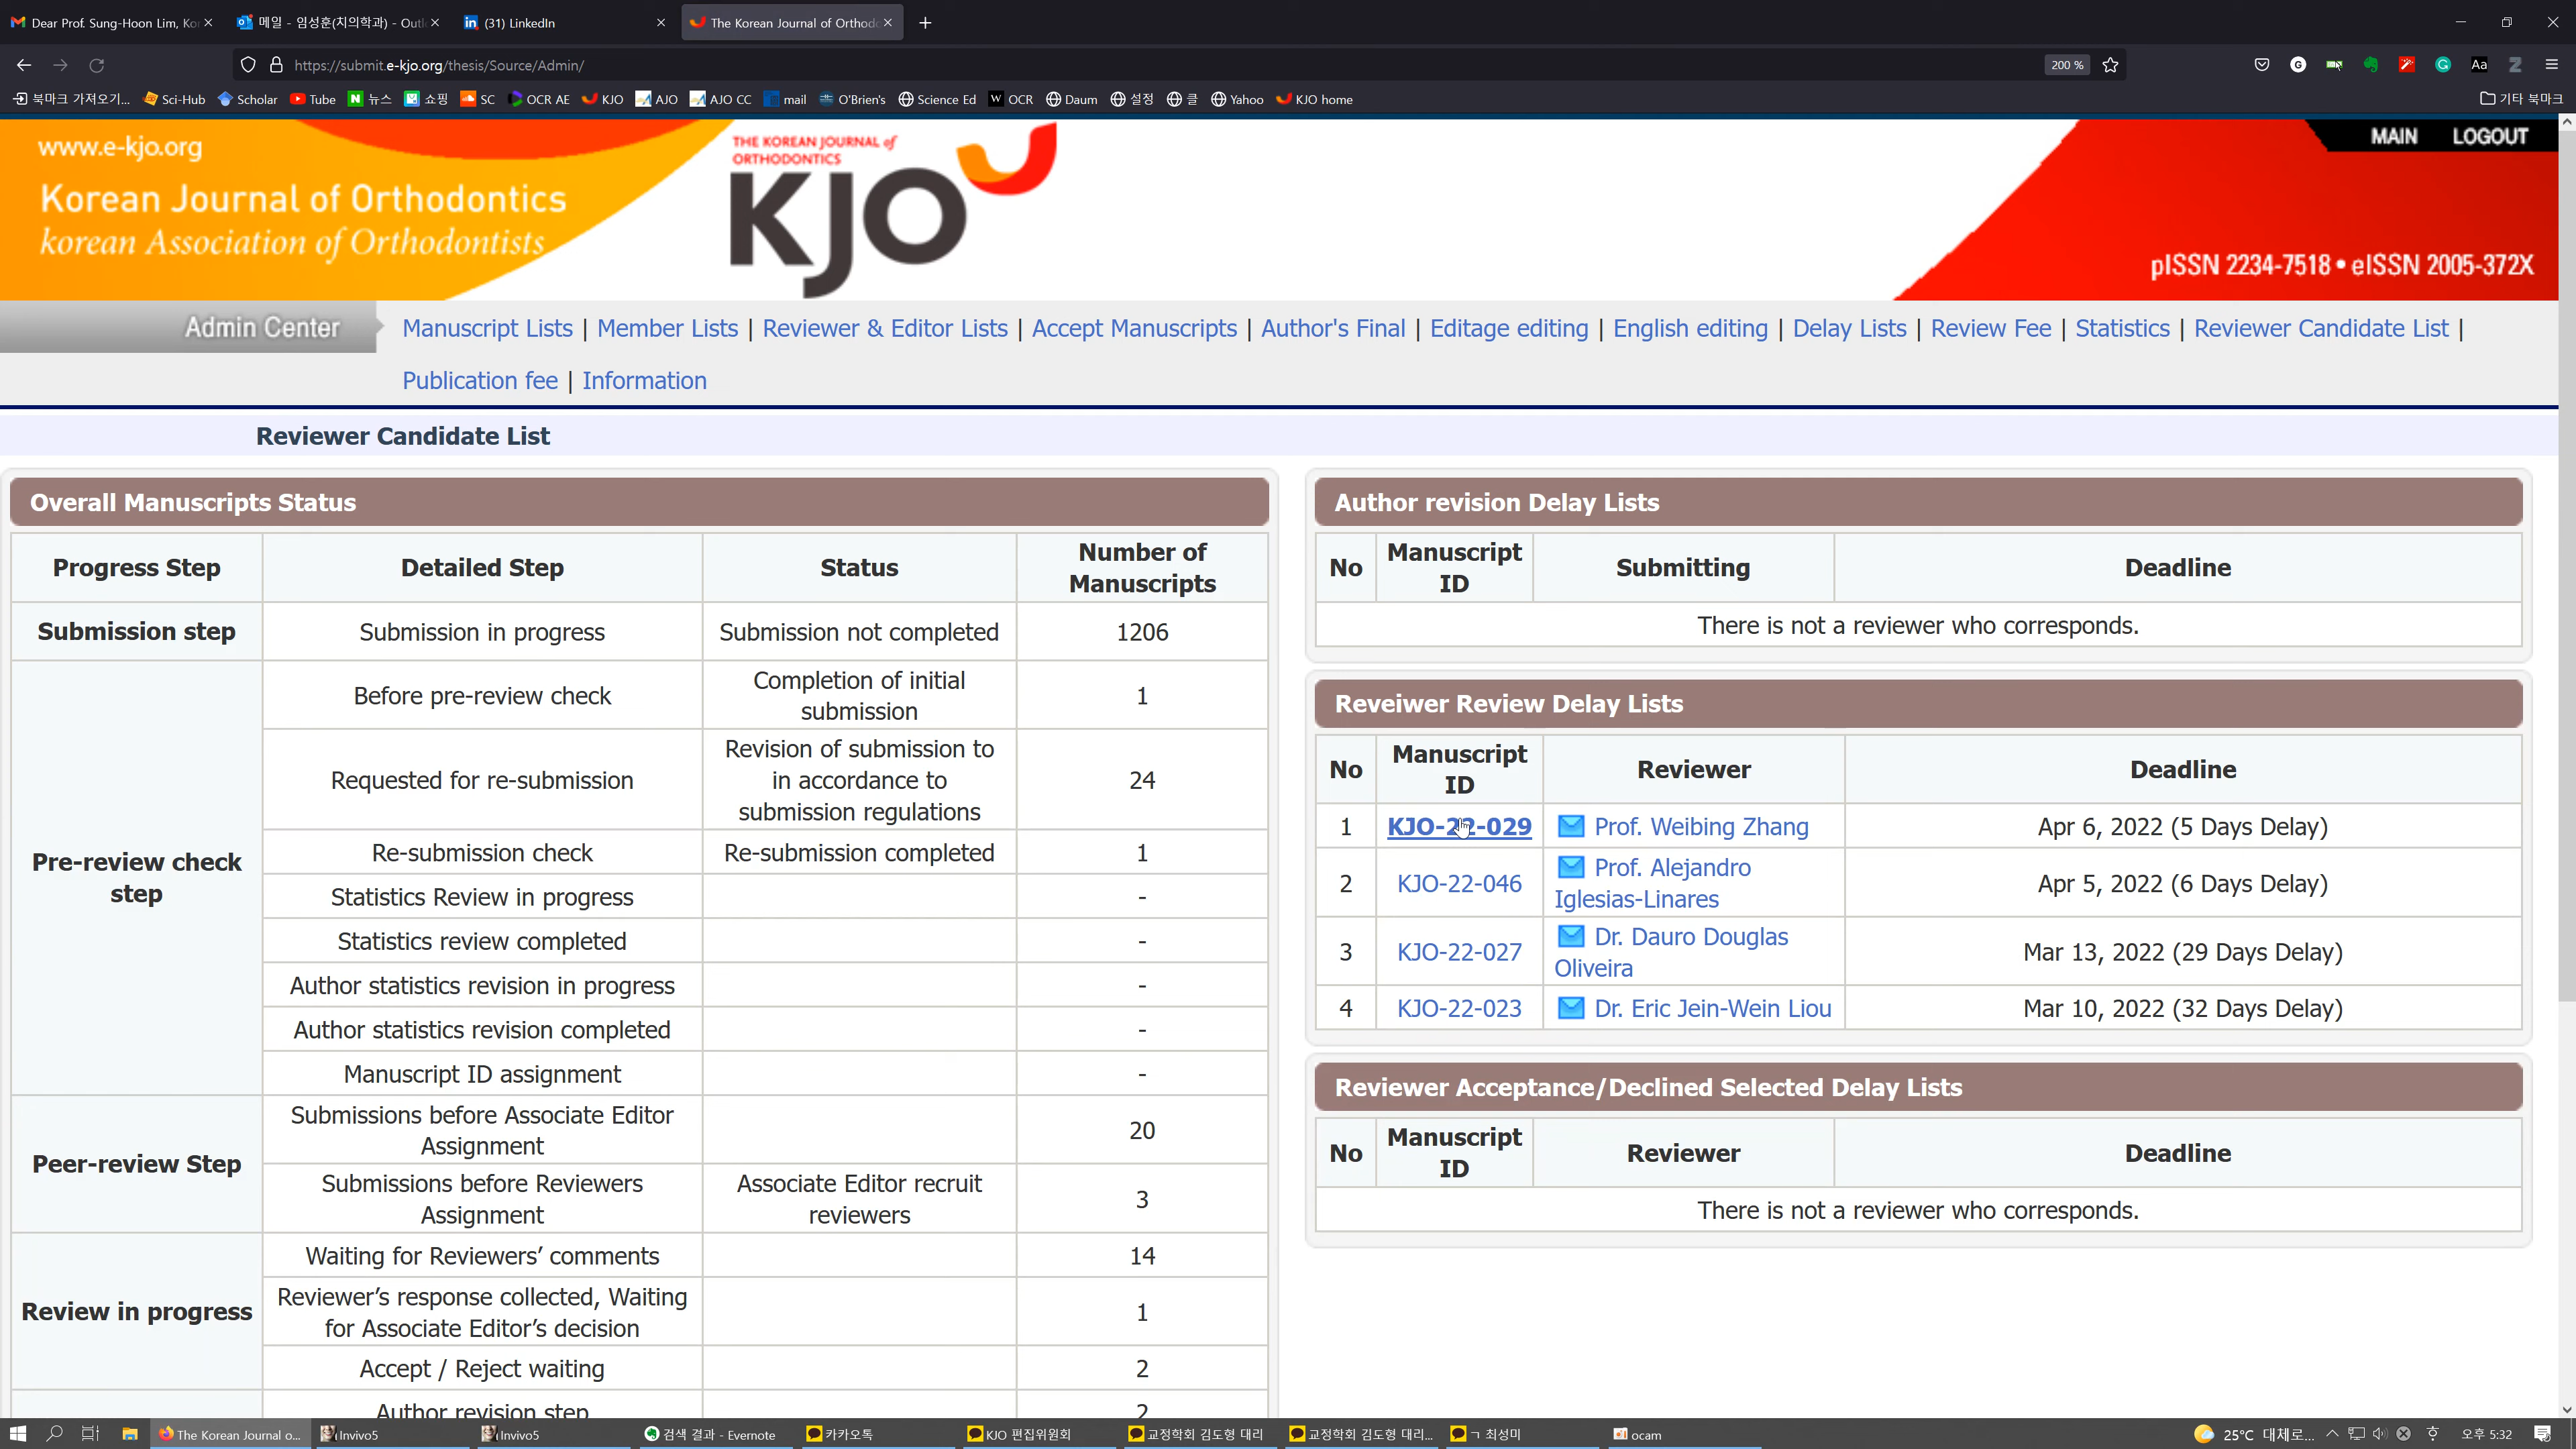 Dear Prof. Sung-Hoon Lim, Ko
메일 - 임성훈(치의학과) - Outl
(31) LinkedIn
The Korean Journal of Orthodo
https://submit.e-kjo.org/thesis/Source/Admin/
200 %
북마크 가져오기...
Sci-Hub
Scholar
Tube
뉴스
쇼핑
SC
OCR AE
KJO
AJO
AJO CC
mail
O'Brien's
Science Ed
OCR
Daum
설정
클
Yahoo
KJO home
기타 북마크
www.e-kjo.org
Korean Journal of Orthodontics
korean Association of Orthodontists
THE KOREAN JOURNAL of
ORTHODONTICS
KJO
MAIN LOGOUT
pISSN 2234-7518 • eISSN 2005-372X
Admin Center
Manuscript Lists | Member Lists | Reviewer & Editor Lists | Accept Manuscripts | Author's Final | Editage editing | English editing | Delay Lists | Review Fee | Statistics | Reviewer Candidate List |
Publication fee | Information
Reviewer Candidate List
Overall Manuscripts Status
Progress Step
Detailed Step
Status
Number of
Manuscripts
Submission step
Submission in progress
Submission not completed
1206
Pre-review check
step
Before pre-review check
Completion of initial
submission
1
Requested for re-submission
Revision of submission to
in accordance to
submission regulations
24
Re-submission check
Re-submission completed
1
Statistics Review in progress
-
Statistics review completed
-
Author statistics revision in progress
-
Author statistics revision completed
-
Manuscript ID assignment
-
Peer-review Step
Submissions before Associate Editor
Assignment
20
Submissions before Reviewers
Assignment
Associate Editor recruit
reviewers
3
Review in progress
Waiting for Reviewers' comments
14
Reviewer's response collected, Waiting
for Associate Editor's decision
1
Accept / Reject waiting
2
Author revision step
2
Author revision Delay Lists
No
Manuscript
ID
Submitting
Deadline
There is not a reviewer who corresponds.
Reveiwer Review Delay Lists
No
Manuscript
ID
Reviewer
Deadline
1
KJO-22-029
Prof. Weibing Zhang
Apr 6, 2022 (5 Days Delay)
2
KJO-22-046
Prof. Alejandro
Iglesias-Linares
Apr 5, 2022 (6 Days Delay)
3
KJO-22-027
Dr. Dauro Douglas
Oliveira
Mar 13, 2022 (29 Days Delay)
4
KJO-22-023
Dr. Eric Jein-Wein Liou
Mar 10, 2022 (32 Days Delay)
Reviewer Acceptance/Declined Selected Delay Lists
No
Manuscript
ID
Reviewer
Deadline
There is not a reviewer who corresponds.
The Korean Journal o...
Invivo5
Invivo5
검색 결과 - Evernote
카카오톡
KJO 편집위원회
교정학회 김도형 대리
교정학회 김도형 대리...
ㄱ 최성미
ocam
25°C 대체로...
오후 5:32